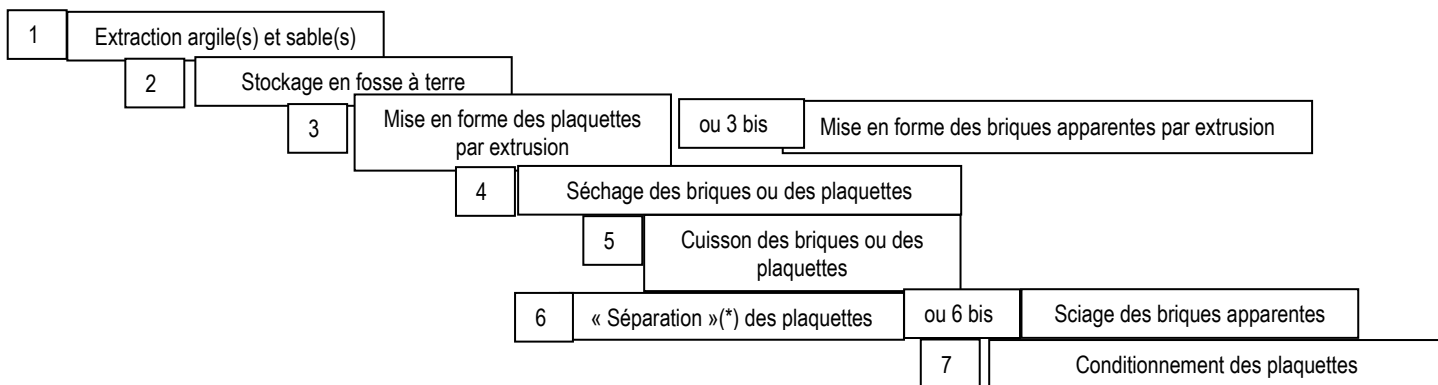 1 Extraction argile(s) et sable(s)
2 Stockage en fosse à terre
3 Mise en forme des plaquettes
par extrusion
ou 3 bis Mise en forme des briques apparentes par extrusion
4 Séchage des briques ou des plaquettes
5 Cuisson des briques ou des
plaquettes
6 « Séparation »(*) des plaquettes ou 6 bis Sciage des briques apparentes
7 Conditionnement des plaquettes